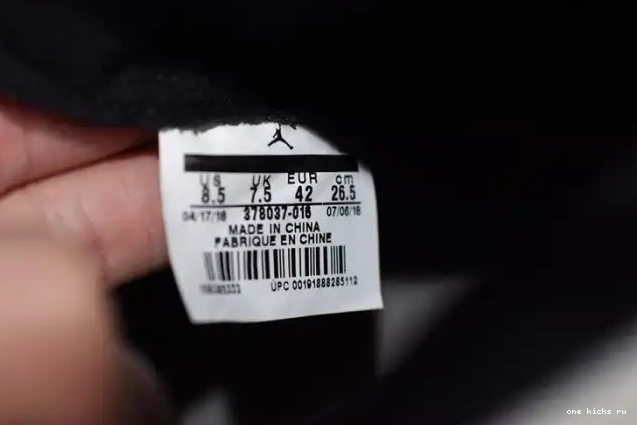 US UK EUR cm
8.5 7.5 42 26.5
04/17/18 378037-016 07/06/18
MADE IN CHINA
FABRIQUE EN CHINE
UPC 00191888285112
one kicks ru